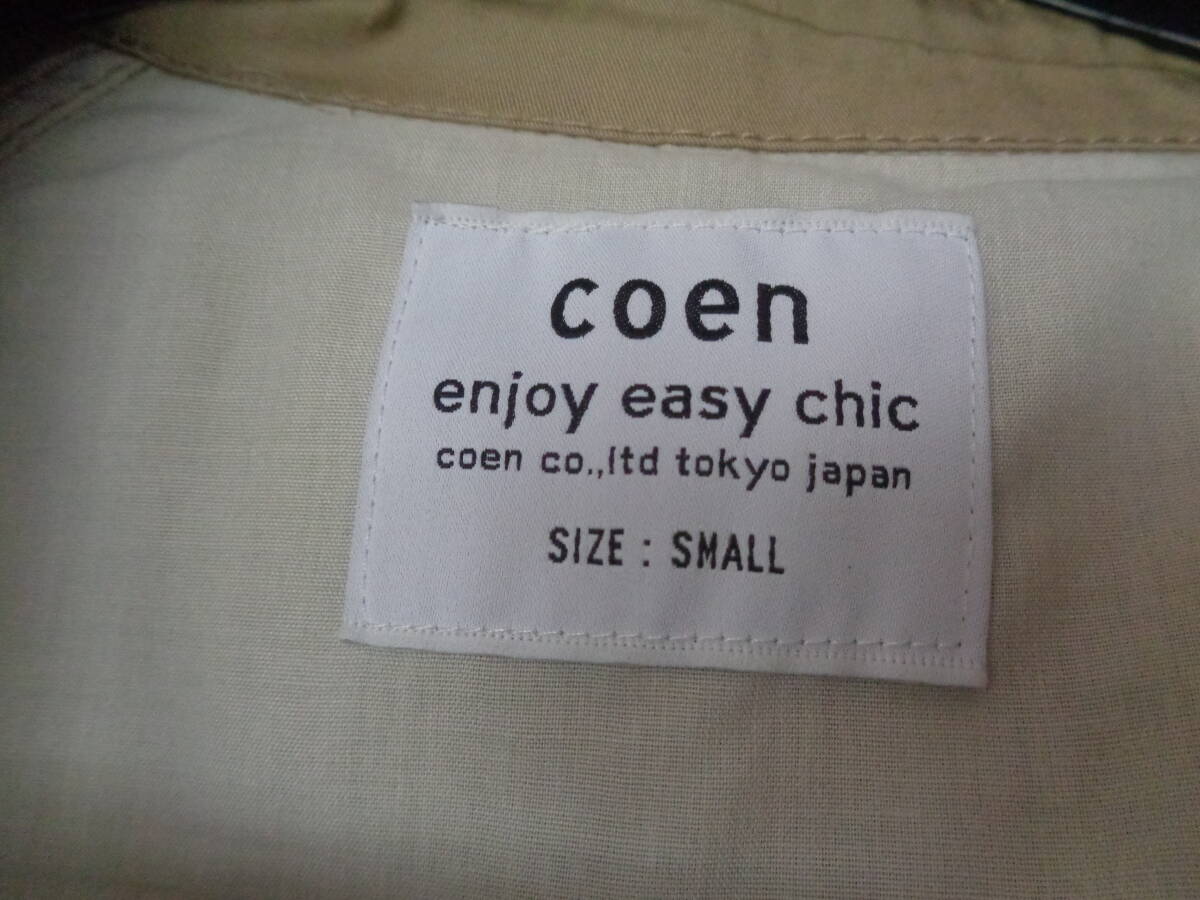 coen
enjoy easy chic
coen co.,ltd tokyo japan
SIZE : SMALL